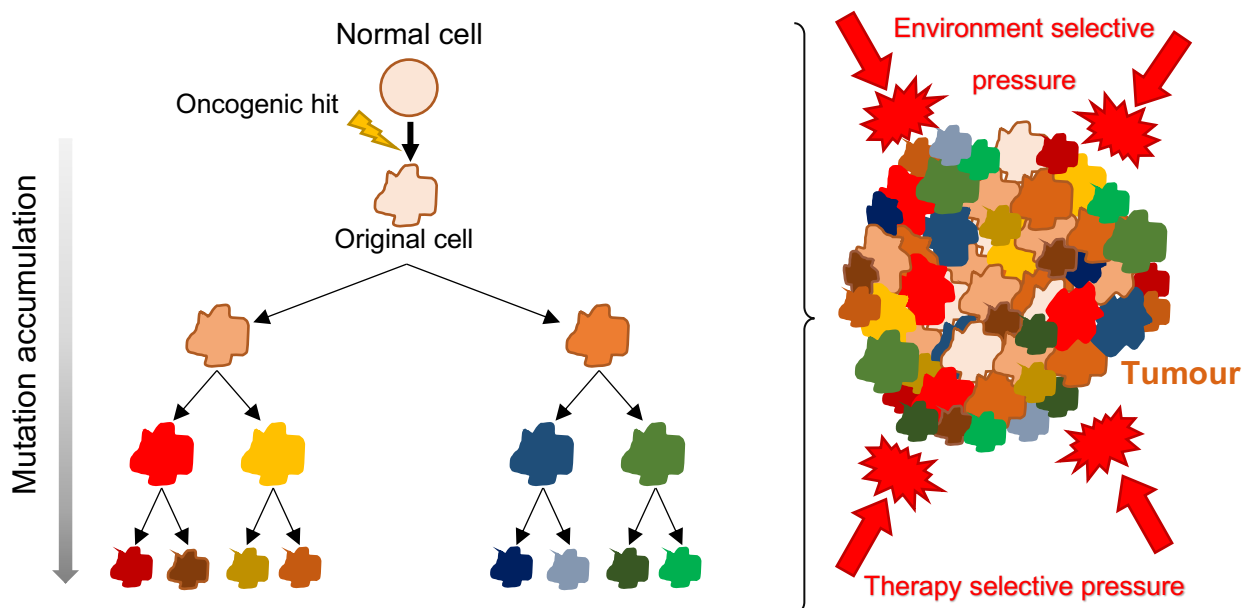 Normal cell
Oncogenic hit
Original cell
Mutation accumulation
Environment selective
pressure
Tumour
Therapy selective pressure